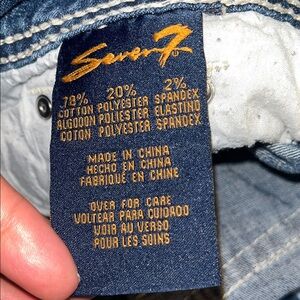 Seven7
78% 20% 2%
COTTON POLYESTER SPANDEX
ALGODON POLIESTER ELASTINO
COTON POLYESTER SPANDEX
MADE IN CHINA
HECHO EN CHINA
FABRIQUÉ EN CHINE
OVER FOR CARE
VOLTEAR PARA CUIDADO
VOIR AU VERSO
POUR LES SOINS